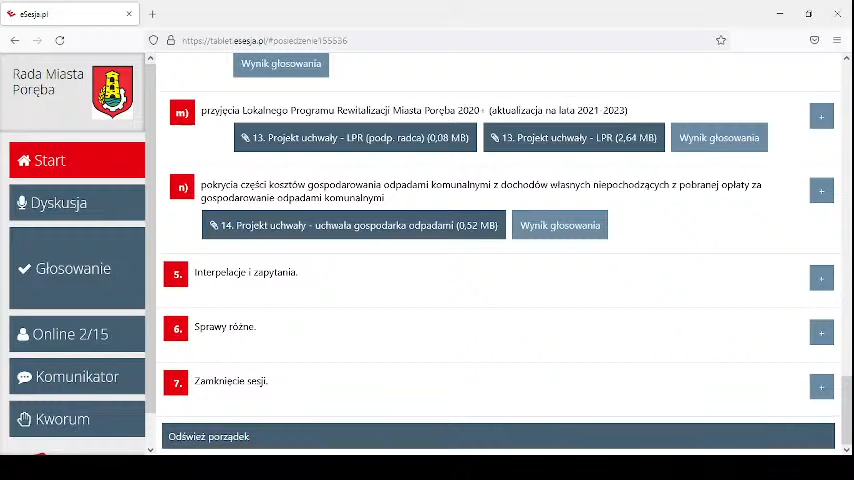 eSesja.pl
https://tablet.esesja.pl/#posiedzenie155536
Rada Miasta
Poręba
Start
Dyskusja
Głosowanie
Online 2/15
Komunikator
Kworum
Wynik głosowania
m) przyjęcia Lokalnego Programu Rewitalizacji Miasta Poręba 2020+ (aktualizacja na lata 2021-2023)
13. Projekt uchwały - LPR (podp. radca) (0,08 MB) 13. Projekt uchwały - LPR (2,64 MB) Wynik głosowania
n) pokrycia części kosztów gospodarowania odpadami komunalnymi z dochodów własnych niepochodzących z pobranej opłaty za
gospodarowanie odpadami komunalnymi
14. Projekt uchwały - uchwała gospodarka odpadami (0,52 MB) Wynik głosowania
5. Interpelacje i zapytania.
6. Sprawy różne.
7. Zamknięcie sesji.
Odśwież porządek